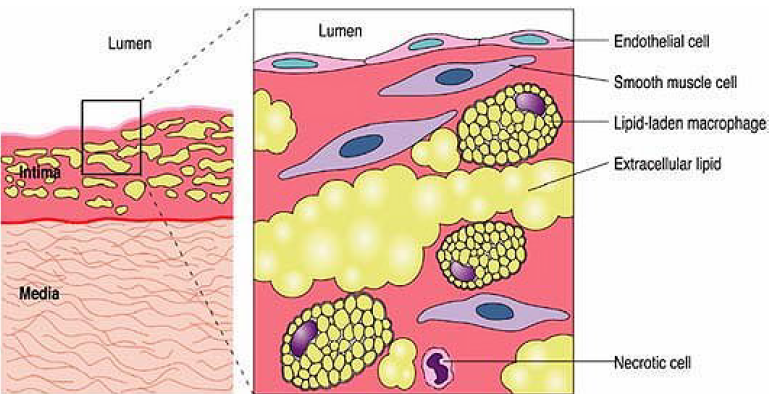 Lumen
Intima
Media
Lumen
Endothelial cell
Smooth muscle cell
Lipid-laden macrophage
Extracellular lipid
Necrotic cell